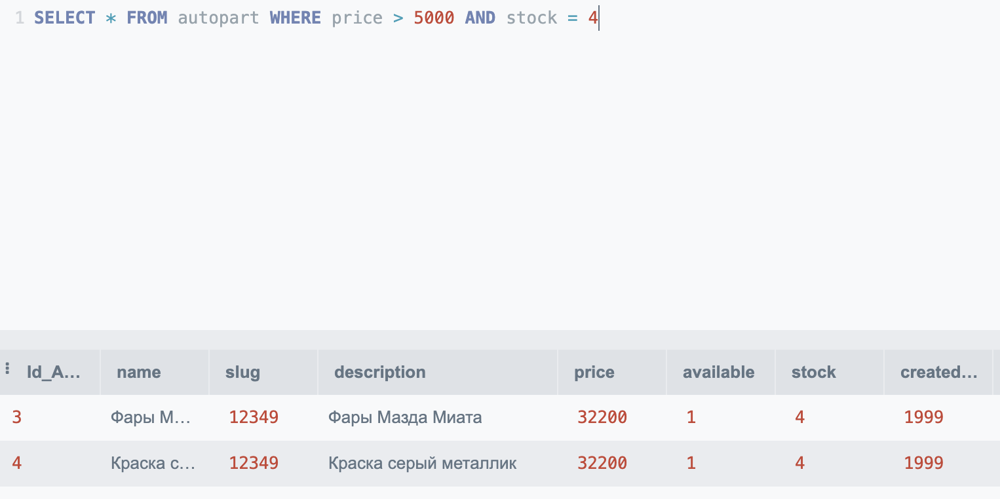 1 SELECT * FROM autopart WHERE price > 5000 AND stock = 4
Id_A... name slug description price available stock created...
3 Фары М... 12349 Фары Мазда Миата 32200 1 4 1999
4 Краска с... 12349 Краска серый металлик 32200 1 4 1999